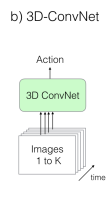 b) 3D-ConvNet
Action
3D ConvNet
Images
1 to K
time